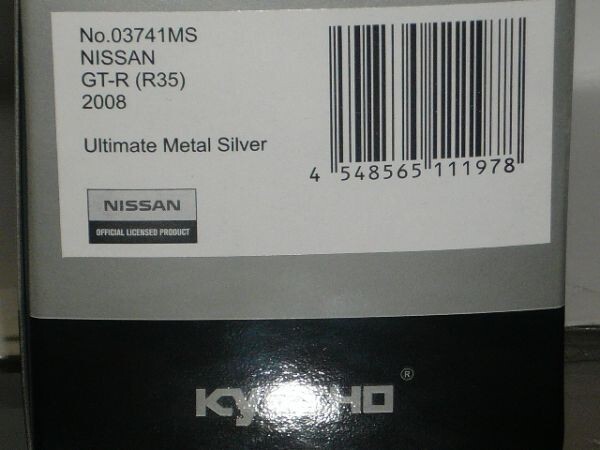 No.03741MS
NISSAN
GT-R (R35)
2008
Ultimate Metal Silver
4 548565 111978
NISSAN
OFFICIAL LICENSED PRODUCT
KYOSHO ®